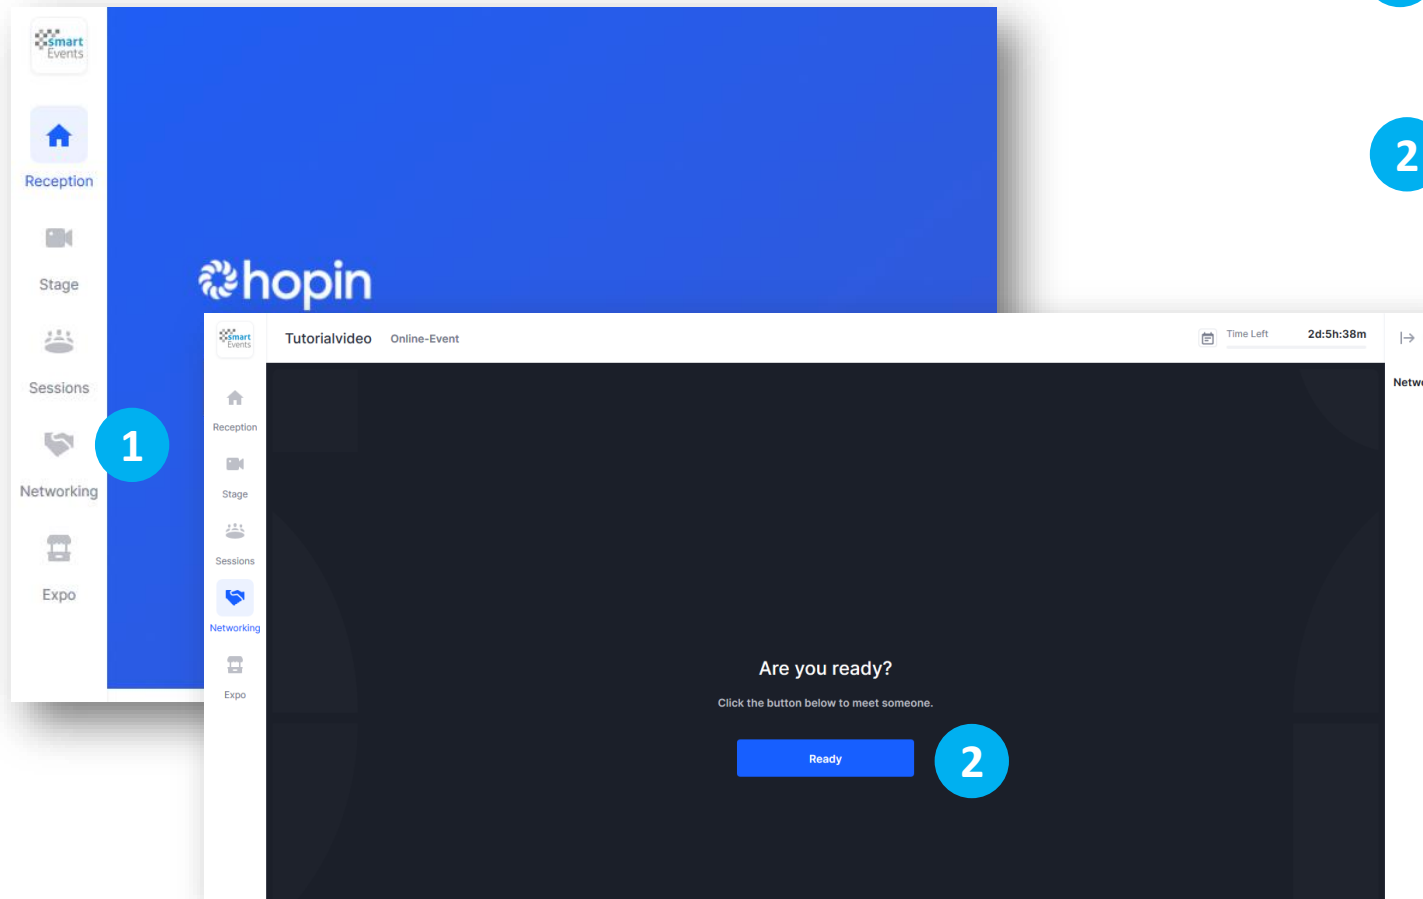 smart
Events
Reception
Stage
Sessions
Networking
Expo
1
hopin
2
smart
Events
Tutorialvideo
Online-Event
Time Left
2d:5h:38m
Reception
Stage
Sessions
Networking
Expo
Are you ready?
Click the button below to meet someone.
Ready
2